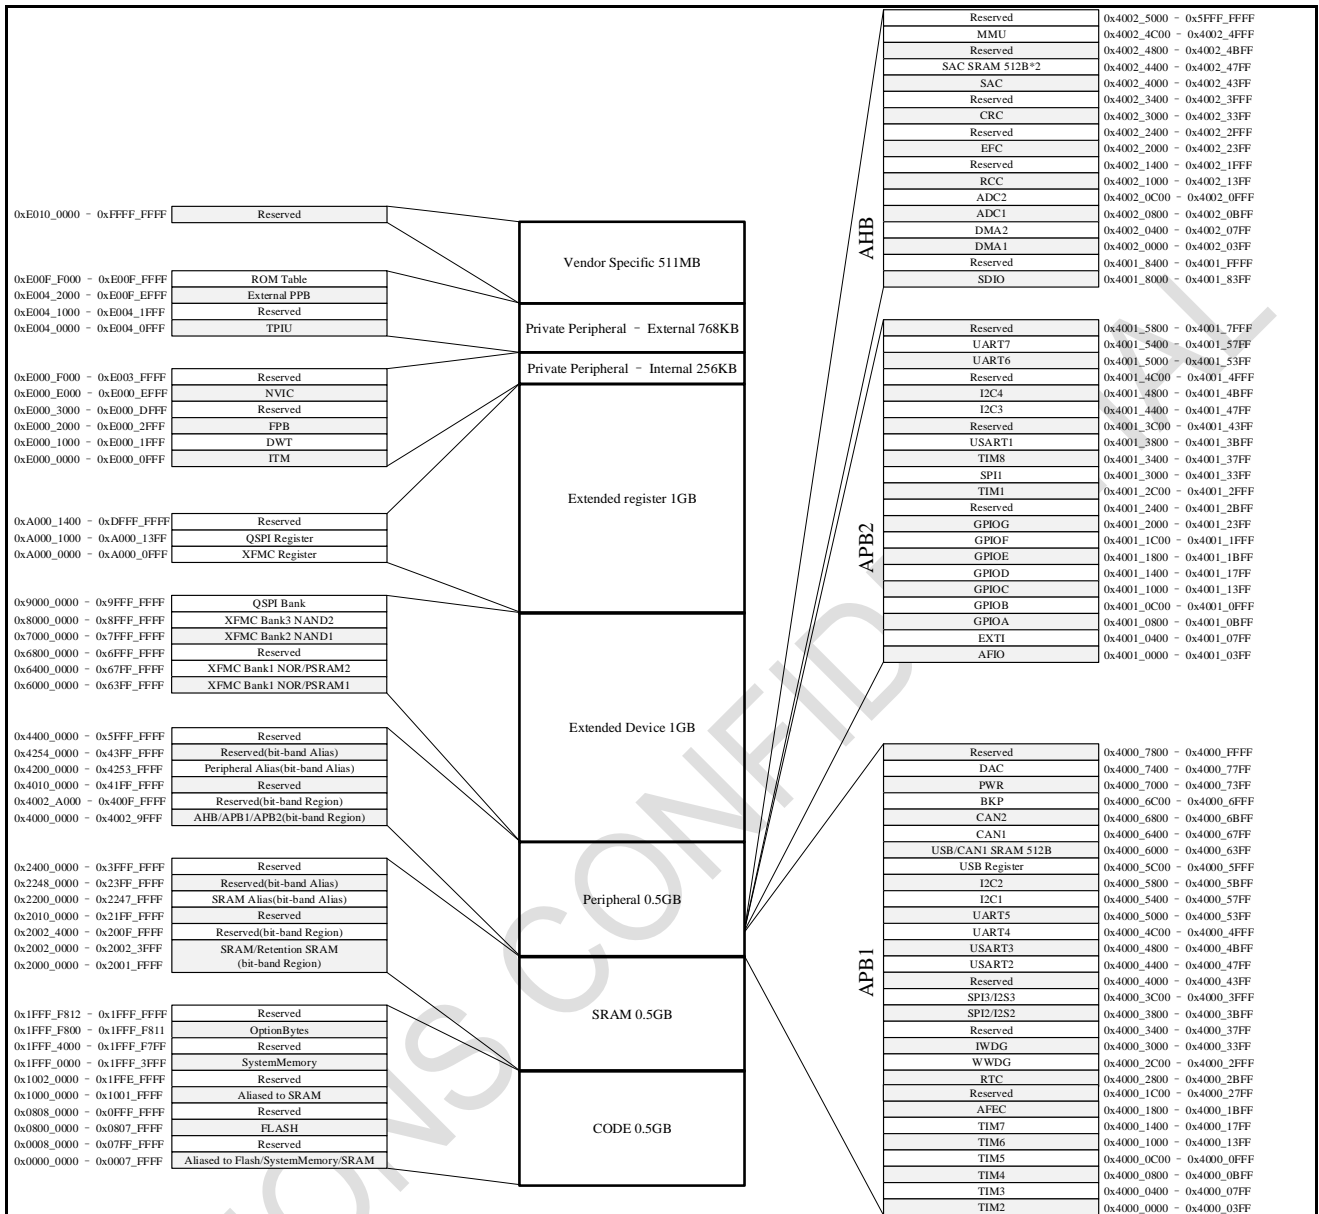 0xE010_0000 - 0xFFFF_FFFF Reserved
0xE00F_F000 - 0xE00F_FFFF ROM Table
0xE004_2000 - 0xE00F_EFFF External PPB
0xE004_1000 - 0xE004_1FFF Reserved
0xE004_0000 - 0xE004_0FFF TPIU
0xE000_F000 - 0xE003_FFFF Reserved
0xE000_E000 - 0xE000_EFFF NVIC
0xE000_3000 - 0xE000_DFFF Reserved
0xE000_2000 - 0xE000_2FFF FPB
0xE000_1000 - 0xE000_1FFF DWT
0xE000_0000 - 0xE000_0FFF ITM
0xA000_1400 - 0xDFFF_FFFF Reserved
0xA000_1000 - 0xA000_13FF QSPI Register
0xA000_0000 - 0xA000_0FFF XFMC Register
0x9000_0000 - 0x9FFF_FFFF QSPI Bank
0x8000_0000 - 0x8FFF_FFFF XFMC Bank3 NAND2
0x7000_0000 - 0x7FFF_FFFF XFMC Bank2 NAND1
0x6800_0000 - 0x6FFF_FFFF Reserved
0x6400_0000 - 0x67FF_FFFF XFMC Bank1 NOR/PSRAM2
0x6000_0000 - 0x63FF_FFFF XFMC Bank1 NOR/PSRAM1
0x4400_0000 - 0x5FFF_FFFF Reserved
0x4254_0000 - 0x43FF_FFFF Reserved(bit-band Alias)
0x4200_0000 - 0x4253_FFFF Peripheral Alias(bit-band Alias)
0x4010_0000 - 0x41FF_FFFF Reserved
0x4002_A000 - 0x400F_FFFF Reserved(bit-band Region)
0x4000_0000 - 0x4002_9FFF AHB/APB1/APB2(bit-band Region)
0x2400_0000 - 0x3FFF_FFFF Reserved
0x2248_0000 - 0x23FF_FFFF Reserved(bit-band Alias)
0x2200_0000 - 0x2247_FFFF SRAM Alias(bit-band Alias)
0x2010_0000 - 0x21FF_FFFF Reserved
0x2002_4000 - 0x200F_FFFF Reserved(bit-band Region)
0x2002_0000 - 0x2002_3FFF SRAM/Retention SRAM
0x2000_0000 - 0x2001_FFFF (bit-band Region)
0x1FFF_F812 - 0x1FFF_FFFF Reserved
0x1FFF_F800 - 0x1FFF_F811 OptionBytes
0x1FFF_4000 - 0x1FFF_F7FF Reserved
0x1FFF_0000 - 0x1FFF_3FFF SystemMemory
0x1002_0000 - 0x1FFE_FFFF Reserved
0x1000_0000 - 0x1001_FFFF Aliased to SRAM
0x0808_0000 - 0x0FFF_FFFF Reserved
0x0800_0000 - 0x0807_FFFF FLASH
0x0008_0000 - 0x07FF_FFFF Reserved
0x0000_0000 - 0x0007_FFFF Aliased to Flash/SystemMemory/SRAM
Vendor Specific 511MB
Private Peripheral - External 768KB
Private Peripheral - Internal 256KB
Extended register 1GB
Extended Device 1GB
Peripheral 0.5GB
SRAM 0.5GB
CODE 0.5GB
AHB
Reserved 0x4002_5000 - 0x5FFF_FFFF
MMU 0x4002_4C00 - 0x4002_4FFF
Reserved 0x4002_4800 - 0x4002_4BFF
SAC SRAM 512B*2 0x4002_4400 - 0x4002_47FF
SAC 0x4002_4000 - 0x4002_43FF
Reserved 0x4002_3400 - 0x4002_3FFF
CRC 0x4002_3000 - 0x4002_33FF
Reserved 0x4002_2400 - 0x4002_2FFF
EFC 0x4002_2000 - 0x4002_23FF
Reserved 0x4002_1400 - 0x4002_1FFF
RCC 0x4002_1000 - 0x4002_13FF
ADC2 0x4002_0C00 - 0x4002_0FFF
ADC1 0x4002_0800 - 0x4002_0BFF
DMA2 0x4002_0400 - 0x4002_07FF
DMA1 0x4002_0000 - 0x4002_03FF
Reserved 0x4001_8400 - 0x4001_FFFF
SDIO 0x4001_8000 - 0x4001_83FF
APB2
Reserved 0x4001_5800 - 0x4001_7FFF
UART7 0x4001_5400 - 0x4001_57FF
UART6 0x4001_5000 - 0x4001_53FF
Reserved 0x4001_4C00 - 0x4001_4FFF
I2C4 0x4001_4800 - 0x4001_4BFF
I2C3 0x4001_4400 - 0x4001_47FF
Reserved 0x4001_3C00 - 0x4001_43FF
USART1 0x4001_3800 - 0x4001_3BFF
TIM8 0x4001_3400 - 0x4001_37FF
SPI1 0x4001_3000 - 0x4001_33FF
TIM1 0x4001_2C00 - 0x4001_2FFF
Reserved 0x4001_2400 - 0x4001_2BFF
GPIOG 0x4001_2000 - 0x4001_23FF
GPIOF 0x4001_1C00 - 0x4001_1FFF
GPIOE 0x4001_1800 - 0x4001_1BFF
GPIOD 0x4001_1400 - 0x4001_17FF
GPIOC 0x4001_1000 - 0x4001_13FF
GPIOB 0x4001_0C00 - 0x4001_0FFF
GPIOA 0x4001_0800 - 0x4001_0BFF
EXTI 0x4001_0400 - 0x4001_07FF
AFIO 0x4001_0000 - 0x4001_03FF
APB1
Reserved 0x4000_7800 - 0x4000_FFFF
DAC 0x4000_7400 - 0x4000_77FF
PWR 0x4000_7000 - 0x4000_73FF
BKP 0x4000_6C00 - 0x4000_6FFF
CAN2 0x4000_6800 - 0x4000_6BFF
CAN1 0x4000_6400 - 0x4000_67FF
USB/CAN1 SRAM 512B 0x4000_6000 - 0x4000_63FF
USB Register 0x4000_5C00 - 0x4000_5FFF
I2C2 0x4000_5800 - 0x4000_5BFF
I2C1 0x4000_5400 - 0x4000_57FF
UART5 0x4000_5000 - 0x4000_53FF
UART4 0x4000_4C00 - 0x4000_4FFF
USART3 0x4000_4800 - 0x4000_4BFF
USART2 0x4000_4400 - 0x4000_47FF
Reserved 0x4000_4000 - 0x4000_43FF
SPI3/I2S3 0x4000_3C00 - 0x4000_3FFF
SPI2/I2S2 0x4000_3800 - 0x4000_3BFF
Reserved 0x4000_3400 - 0x4000_37FF
IWDG 0x4000_3000 - 0x4000_33FF
WWDG 0x4000_2C00 - 0x4000_2FFF
RTC 0x4000_2800 - 0x4000_2BFF
Reserved 0x4000_1C00 - 0x4000_27FF
AFEC 0x4000_1800 - 0x4000_1BFF
TIM7 0x4000_1400 - 0x4000_17FF
TIM6 0x4000_1000 - 0x4000_13FF
TIM5 0x4000_0C00 - 0x4000_0FFF
TIM4 0x4000_0800 - 0x4000_0BFF
TIM3 0x4000_0400 - 0x4000_07FF
TIM2 0x4000_0000 - 0x4000_03FF